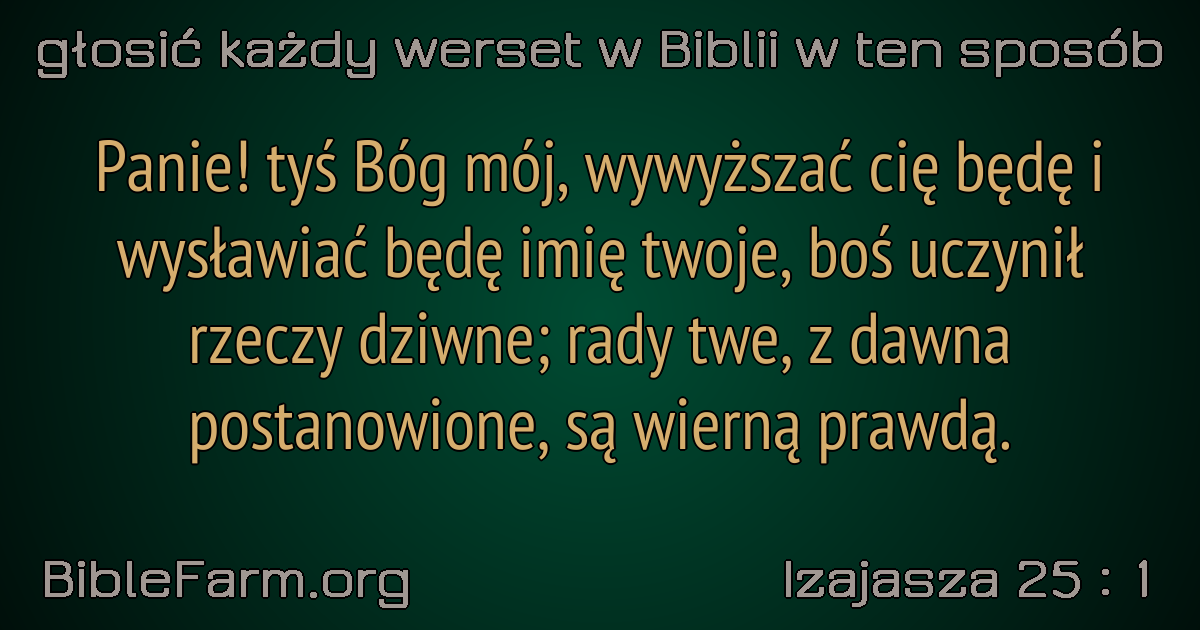 głosić każdy werset w Biblii w ten sposób
Panie! tyś Bóg mój, wywyższać cię będę i
wysławiać będę imię twoje, boś uczynił
rzeczy dziwne; rady twe, z dawna
postanowione, są wierną prawdą.
BibleFarm.org
Izajasza 25 : 1